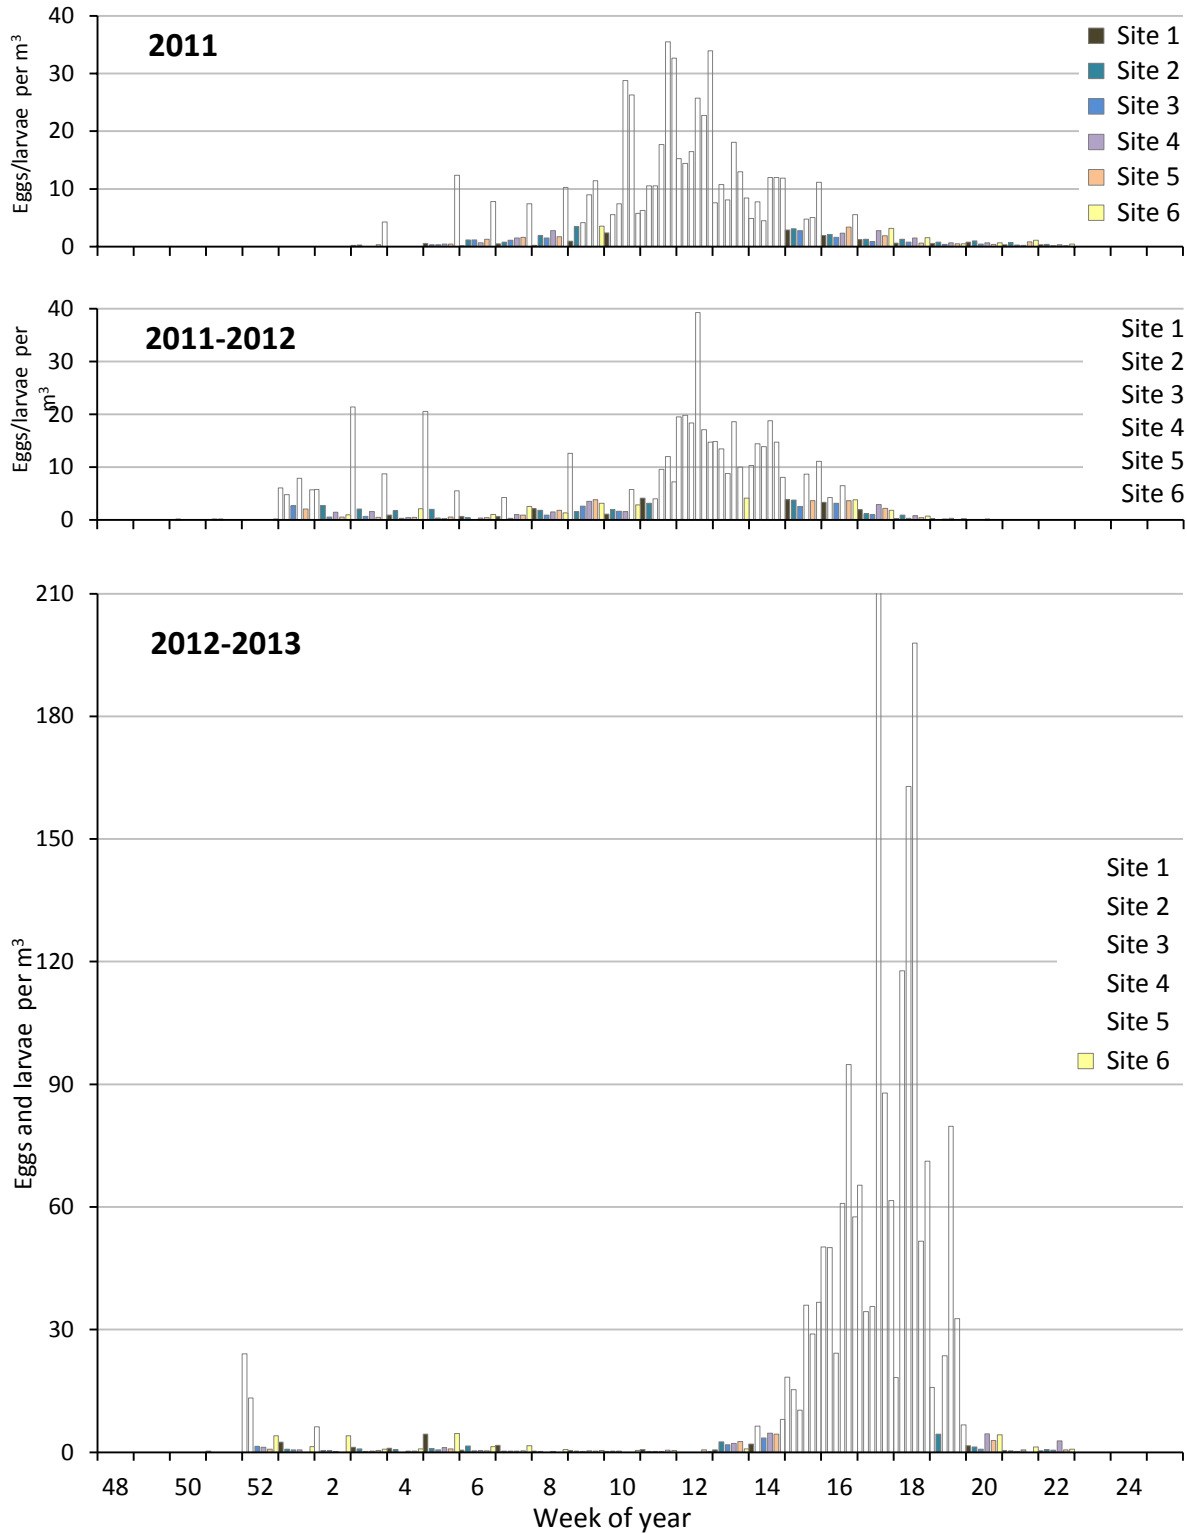 2011
Eggs/larvae per m³
40
30
20
10
0
Site 1
Site 2
Site 3
Site 4
Site 5
Site 6
2011-2012
Eggs/larvae per
m³
40
30
20
10
0
Site 1
Site 2
Site 3
Site 4
Site 5
Site 6
2012-2013
Eggs and larvae per m³
210
180
150
120
90
60
30
0
Site 1
Site 2
Site 3
Site 4
Site 5
Site 6
48 50 52 2 4 6 8 10 12 14 16 18 20 22 24
Week of year